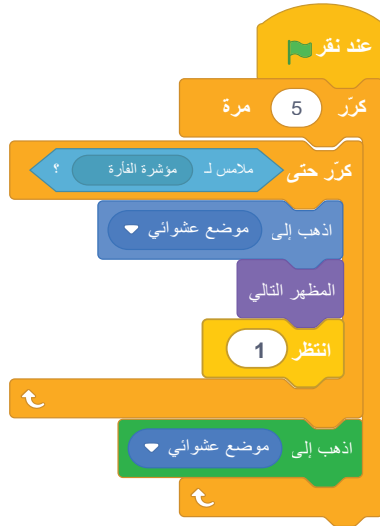 عند نقر
كرّر 5 مرة
كرّر حتى ملامس لـ مؤشرة الفأرة ؟
اذهب إلى موضع عشوائي
المظهر التالي
انتظر 1
اذهب إلى موضع عشوائي